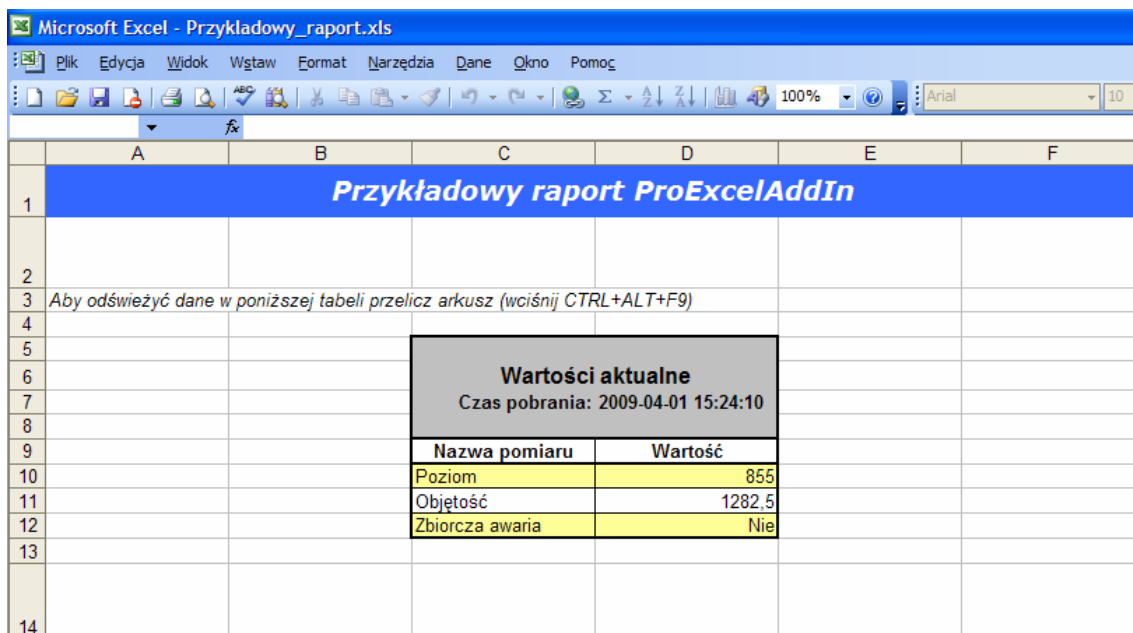 Microsoft Excel - Przykladowy_raport.xls
Plik Edycja Widok Wstaw Format Narzędzia Dane Okno Pomoc
100% Arial 10
fx
A B C D E F
1 Przykładowy raport ProExcelAddIn
2
3 Aby odświeżyć dane w poniższej tabeli przelicz arkusz (wciśnij CTRL+ALT+F9)
4
5
6 Wartości aktualne
7 Czas pobrania: 2009-04-01 15:24:10
8
9 Nazwa pomiaru Wartość
10 Poziom 855
11 Objętość 1282,5
12 Zbiorcza awaria Nie
13
14